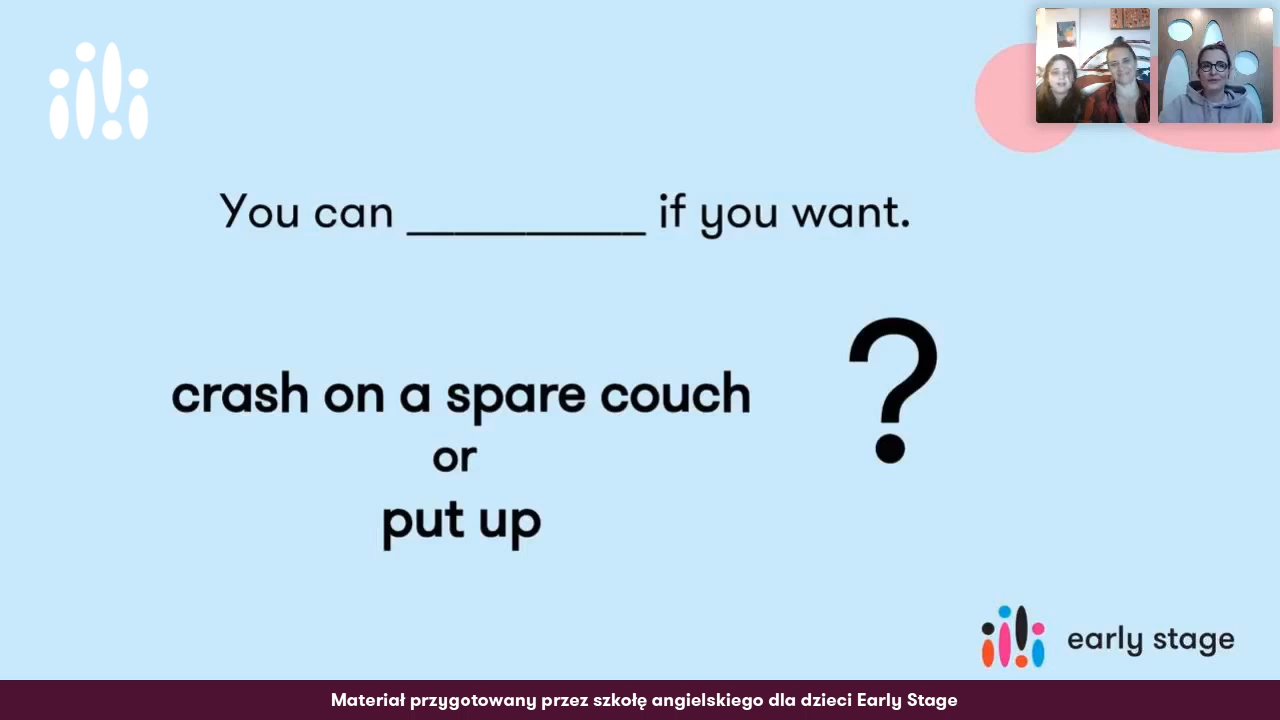 You can __________ if you want.
crash on a spare couch
or
put up
?
early stage
Materiał przygotowany przez szkołę angielskiego dla dzieci Early Stage